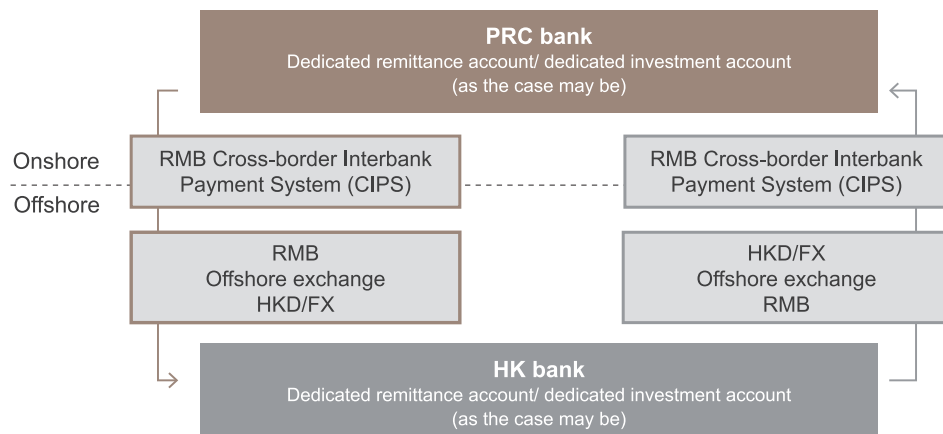 PRC bank
Dedicated remittance account/ dedicated investment account
(as the case may be)
Onshore
Offshore
RMB Cross-border Interbank
Payment System (CIPS)
RMB Cross-border Interbank
Payment System (CIPS)
RMB
Offshore exchange
HKD/FX
HKD/FX
Offshore exchange
RMB
HK bank
Dedicated remittance account/ dedicated investment account
(as the case may be)